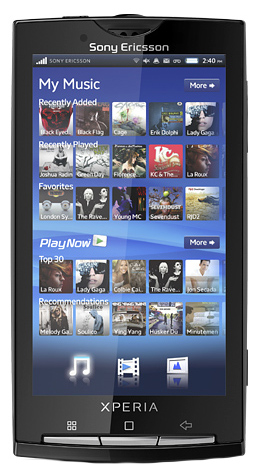 Sony Ericsson
SONY ERICSSON 2:40
My Music More
Recently Added
Black Eyed Black Flag Cage Erik Dolphi Lady Gaga
Recently Played
Joshua Radin Green Day Florence KC & The La Roux
Favorites
London Sy... The Rave... Young MC Sevendust RJD2
PlayNow More
Top 30
La Roux Lady Gaga Colbie Cai... The Rave... Jon Secado
Recommendations
Melody Ga... Soulico Ying Yang Husker Du Minutemen
XPERIA